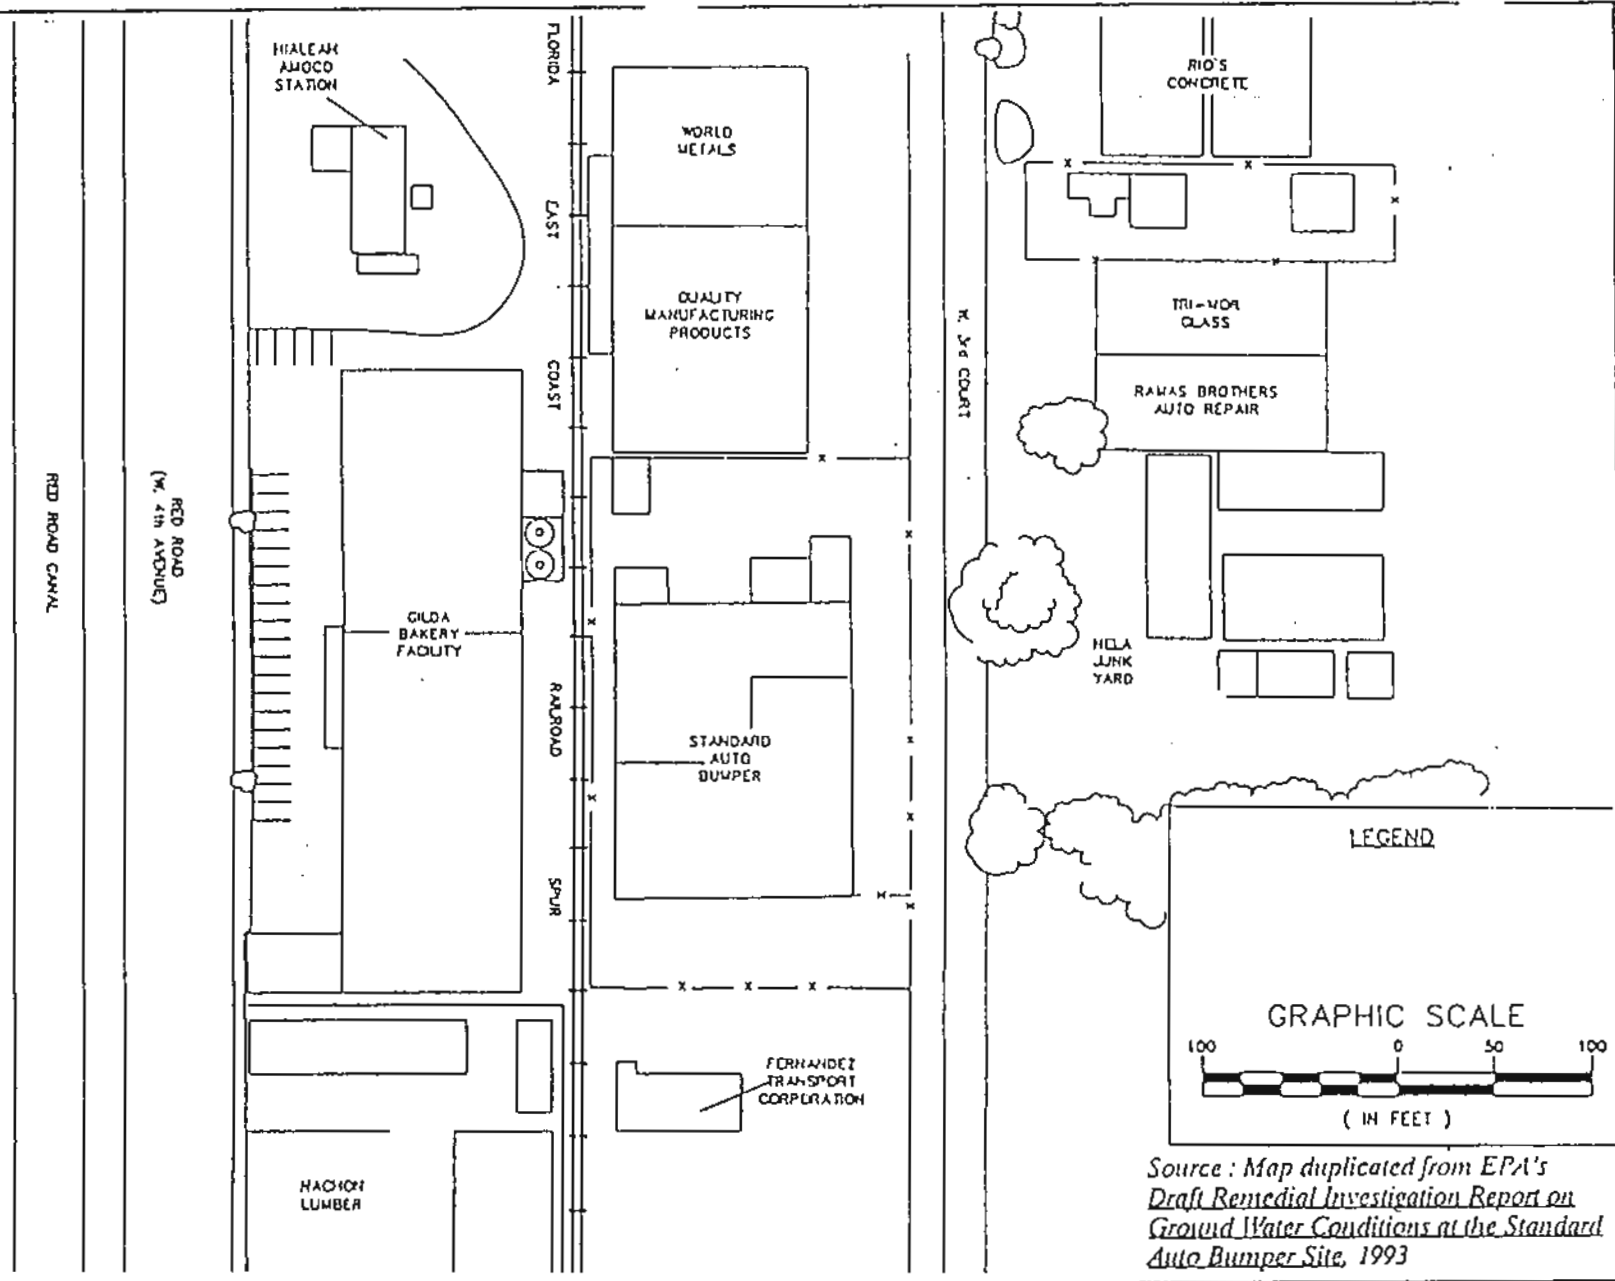 HIALEAH
AMOCO
STATION
FLORIDA
EAST
COAST
RAILROAD
SPUR
WORLD
METALS
QUALITY
MANUFACTURING
PRODUCTS
RIO'S
CONCRETE
TRI-MOR
GLASS
RAMAS BROTHERS
AUTO REPAIR
W. 3rd COURT
RED ROAD CANAL
RED ROAD
(W. 4th AVENUE)
GILDA
BAKERY
FACILITY
STANDARD
AUTO
BUMPER
JUNK
YARD
FERNANDEZ
TRANSPORT
CORPORATION
LUMBER
LEGEND
GRAPHIC SCALE
100 0 50 100
( IN FEET )
Source : Map duplicated from EPA's
Draft Remedial Investigation Report on
Ground Water Conditions at the Standard
Auto Bumper Site, 1993